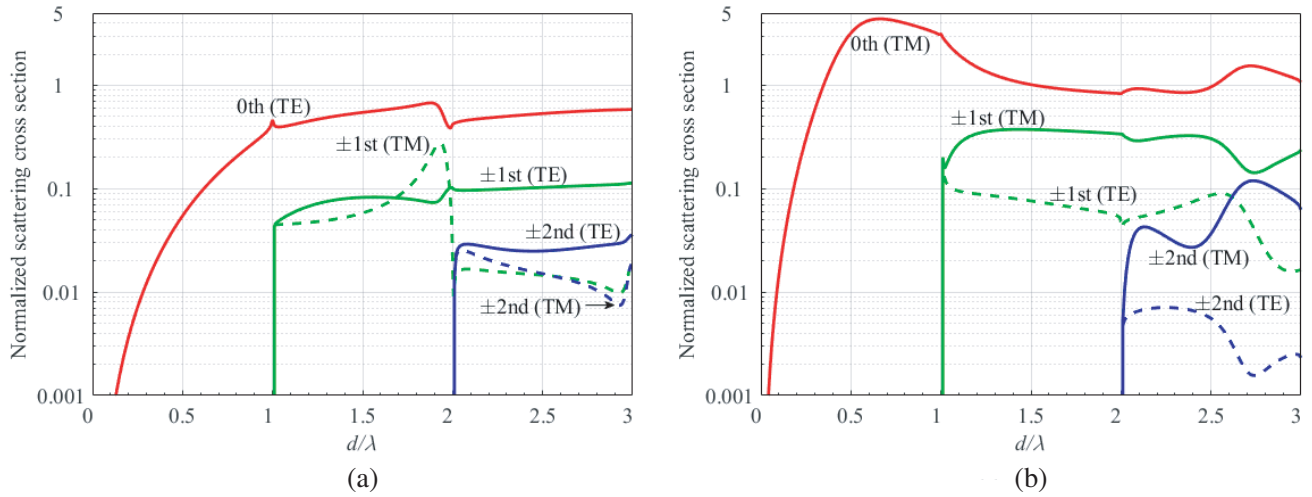 5
1
0.1
0.01
0.001
Normalized scattering cross section
0th (TE)
±1st (TM)
±1st (TE)
±2nd (TE)
±2nd (TM)
0
0.5
1
1.5
2
2.5
3
d/λ
(a)
5
1
0.1
0.01
0.001
Normalized scattering cross section
0th (TM)
±1st (TM)
±1st (TE)
±2nd (TM)
±2nd (TE)
0
0.5
1
1.5
2
2.5
3
d/λ
(b)